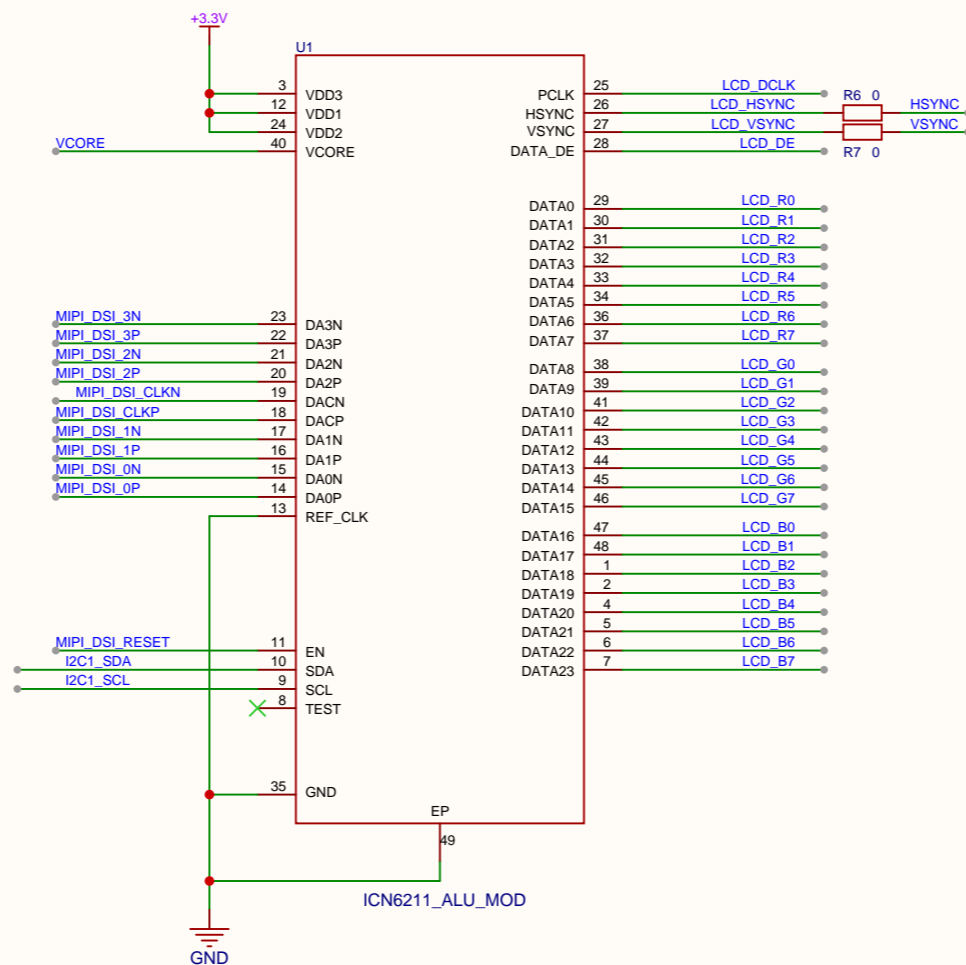 +3.3V
U1
3 VDD3
12 VDD1
24 VDD2
VCORE 40 VCORE
MIPI_DSI_3N 23 DA3N
MIPI_DSI_3P 22 DA3P
MIPI_DSI_2N 21 DA2N
MIPI_DSI_2P 20 DA2P
MIPI_DSI_CLKN 19 DACN
MIPI_DSI_CLKP 18 DACP
MIPI_DSI_1N 17 DA1N
MIPI_DSI_1P 16 DA1P
MIPI_DSI_0N 15 DA0N
MIPI_DSI_0P 14 DA0P
13 REF_CLK
MIPI_DSI_RESET 11 EN
I2C1_SDA 10 SDA
I2C1_SCL 9 SCL
8 TEST
35 GND
PCLK 25 LCD_DCLK
HSYNC 26 LCD_HSYNC R6 0 HSYNC
VSYNC 27 LCD_VSYNC R7 0 VSYNC
DATA_DE 28 LCD_DE
DATA0 29 LCD_R0
DATA1 30 LCD_R1
DATA2 31 LCD_R2
DATA3 32 LCD_R3
DATA4 33 LCD_R4
DATA5 34 LCD_R5
DATA6 36 LCD_R6
DATA7 37 LCD_R7
DATA8 38 LCD_G0
DATA9 39 LCD_G1
DATA10 41 LCD_G2
DATA11 42 LCD_G3
DATA12 43 LCD_G4
DATA13 44 LCD_G5
DATA14 45 LCD_G6
DATA15 46 LCD_G7
DATA16 47 LCD_B0
DATA17 48 LCD_B1
DATA18 1 LCD_B2
DATA19 2 LCD_B3
DATA20 4 LCD_B4
DATA21 5 LCD_B5
DATA22 6 LCD_B6
DATA23 7 LCD_B7
EP
49
ICN6211_ALU_MOD
GND